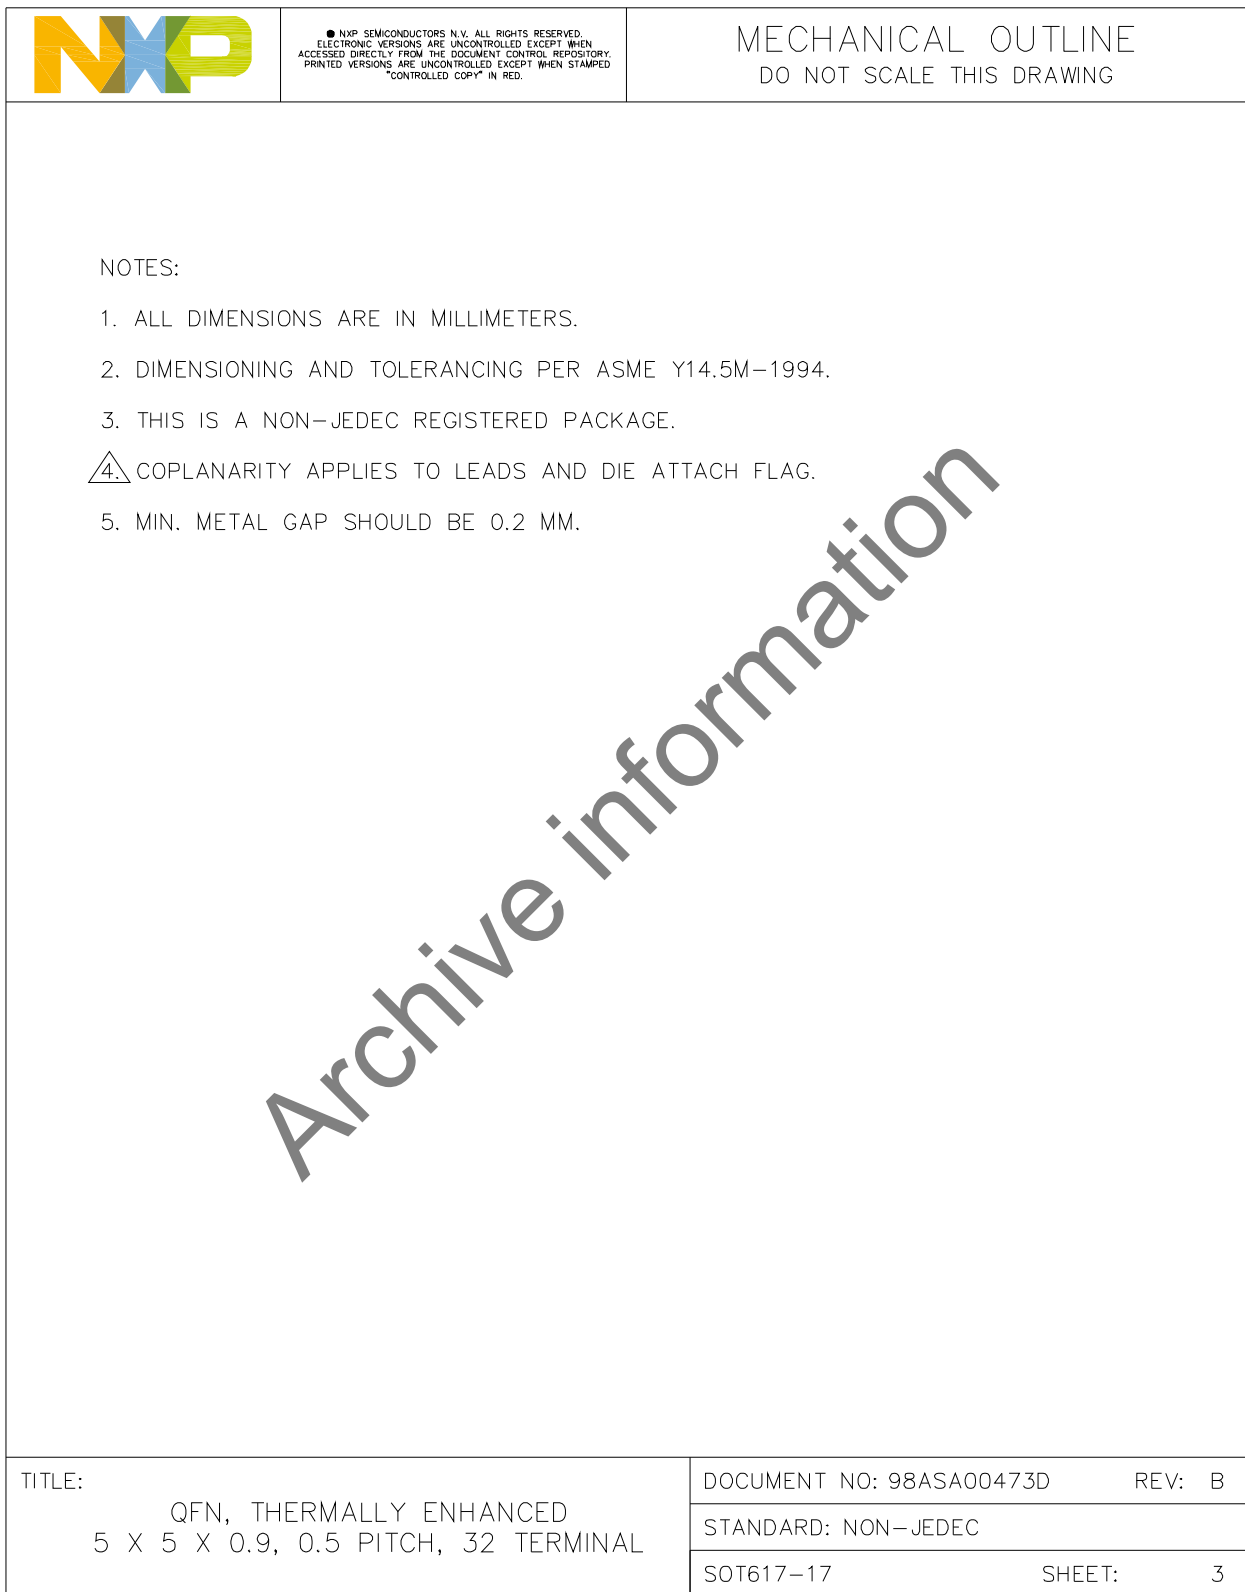 NXP
● NXP SEMICONDUCTORS N.V. ALL RIGHTS RESERVED.
ELECTRONIC VERSIONS ARE UNCONTROLLED EXCEPT WHEN
ACCESSED DIRECTLY FROM THE DOCUMENT CONTROL REPOSITORY.
PRINTED VERSIONS ARE UNCONTROLLED EXCEPT WHEN STAMPED
"CONTROLLED COPY" IN RED.
MECHANICAL OUTLINE
DO NOT SCALE THIS DRAWING
NOTES:
1. ALL DIMENSIONS ARE IN MILLIMETERS.
2. DIMENSIONING AND TOLERANCING PER ASME Y14.5M-1994.
3. THIS IS A NON-JEDEC REGISTERED PACKAGE.
4. COPLANARITY APPLIES TO LEADS AND DIE ATTACH FLAG.
5. MIN. METAL GAP SHOULD BE 0.2 MM.
Archive information
TITLE:
QFN, THERMALLY ENHANCED
5 X 5 X 0.9, 0.5 PITCH, 32 TERMINAL
DOCUMENT NO: 98ASA00473D REV: B
STANDARD: NON-JEDEC
SOT617-17 SHEET: 3